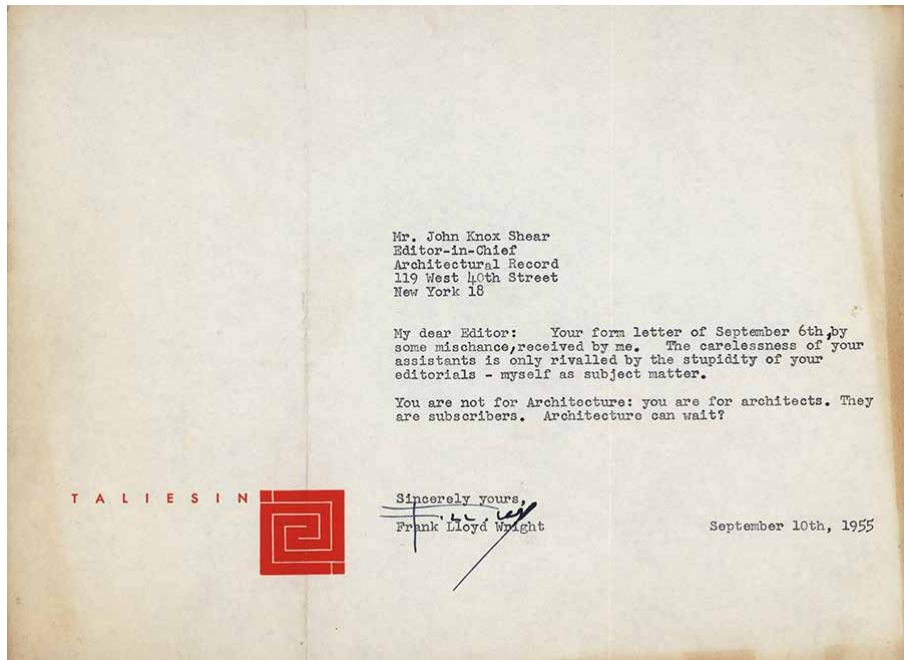 Mr. John Knox Shear
Editor-in-Chief
Architectural Record
119 West 40th Street
New York 18
My dear Editor: Your form letter of September 6th,by
some mischance,received by me. The carelessness of your
assistants is only rivalled by the stupidity of your
editorials - myself as subject matter.
You are not for Architecture: you are for architects. They
are subscribers. Architecture can wait?
TALIESIN
Sincerely yours,
Frank Lloyd Wright
September 10th, 1955